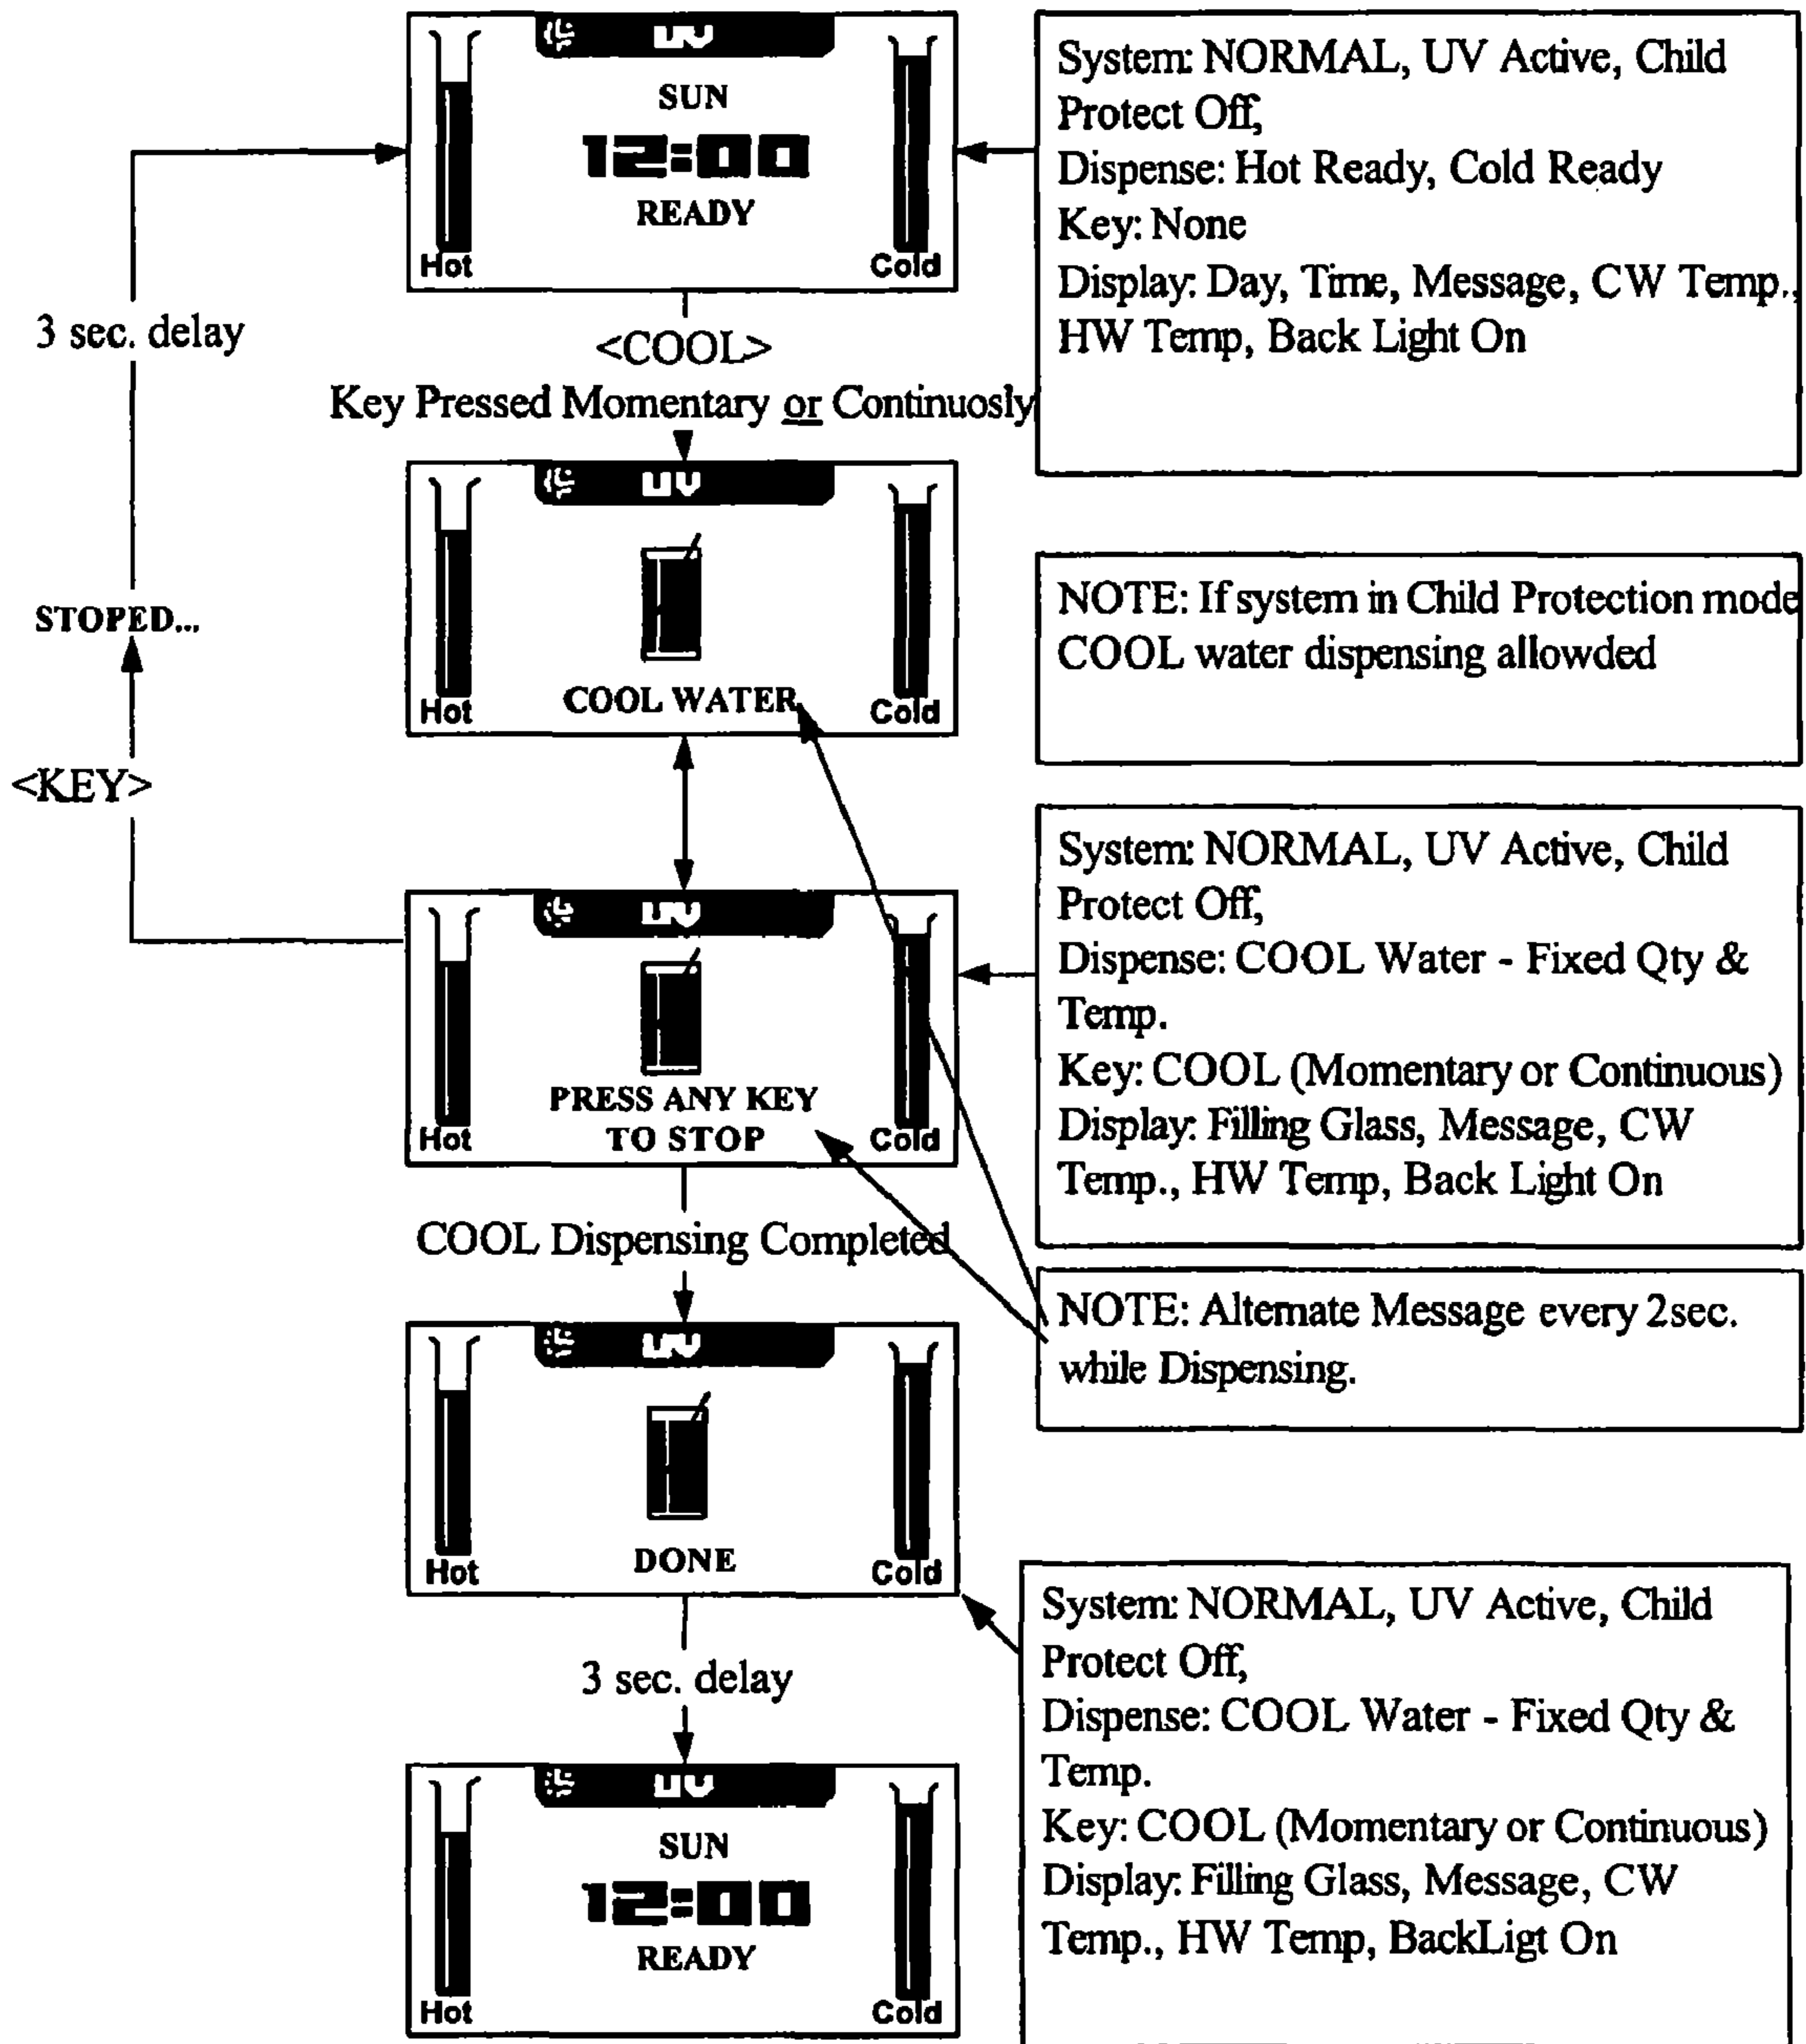 UV
SUN
12:00
READY
Hot
Cold
System: NORMAL, UV Active, Child
Protect Off,
Dispense: Hot Ready, Cold Ready
Key: None
Display: Day, Time, Message, CW Temp.,
HW Temp, Back Light On
3 sec. delay
<COOL>
Key Pressed Momentary or Continuosly
UV
COOL WATER
Hot
Cold
NOTE: If system in Child Protection mode
COOL water dispensing allowded
STOPED...
<KEY>
UV
PRESS ANY KEY
TO STOP
Hot
Cold
System: NORMAL, UV Active, Child
Protect Off,
Dispense: COOL Water - Fixed Qty &
Temp.
Key: COOL (Momentary or Continuous)
Display: Filling Glass, Message, CW
Temp., HW Temp, Back Light On
COOL Dispensing Completed
NOTE: Alternate Message every 2sec.
while Dispensing.
UV
DONE
Hot
Cold
System: NORMAL, UV Active, Child
Protect Off,
Dispense: COOL Water - Fixed Qty &
Temp.
Key: COOL (Momentary or Continuous)
Display: Filling Glass, Message, CW
Temp., HW Temp, BackLigt On
3 sec. delay
UV
SUN
12:00
READY
Hot
Cold